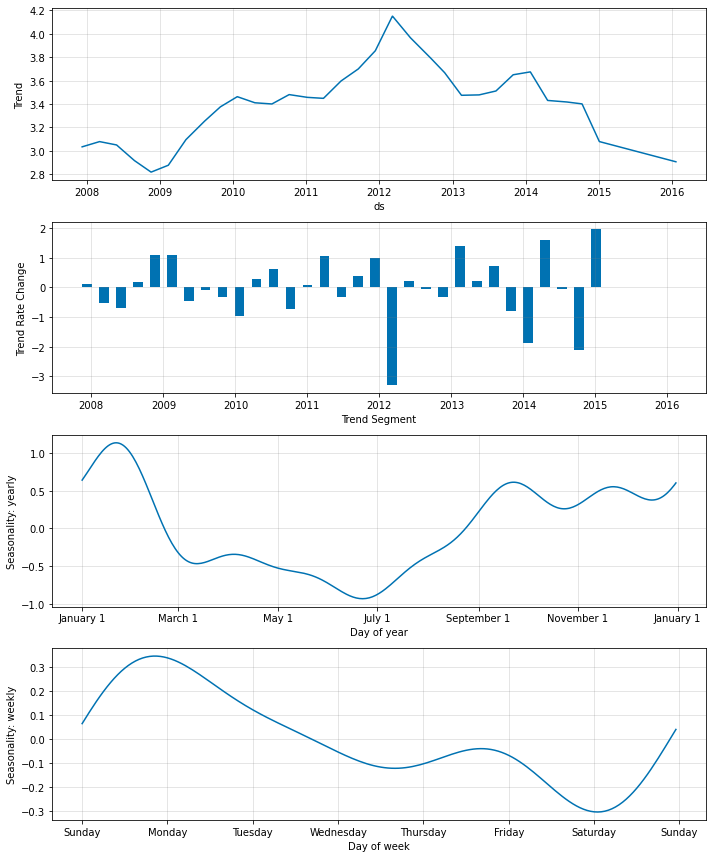 4.2
4.0
3.8
3.6
3.4
3.2
3.0
2.8
Trend
2008 2009 2010 2011 2012 2013 2014 2015 2016
ds
2
1
0
−1
−2
−3
Trend Rate Change
2008 2009 2010 2011 2012 2013 2014 2015 2016
Trend Segment
1.0
0.5
0.0
−0.5
−1.0
Seasonality: yearly
January 1 March 1 May 1 July 1 September 1 November 1 January 1
Day of year
0.3
0.2
0.1
0.0
−0.1
−0.2
−0.3
Seasonality: weekly
Sunday Monday Tuesday Wednesday Thursday Friday Saturday Sunday
Day of week